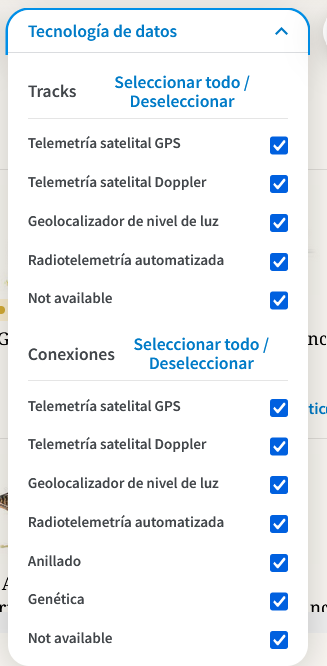 Tecnología de datos
Tracks
Seleccionar todo /
Deseleccionar
Telemetría satelital GPS
Telemetría satelital Doppler
Geolocalizador de nivel de luz
Radiotelemetría automatizada
Not available
Conexiones
Seleccionar todo /
Deseleccionar
Telemetría satelital GPS
Telemetría satelital Doppler
Geolocalizador de nivel de luz
Radiotelemetría automatizada
Anillado
Genética
Not available